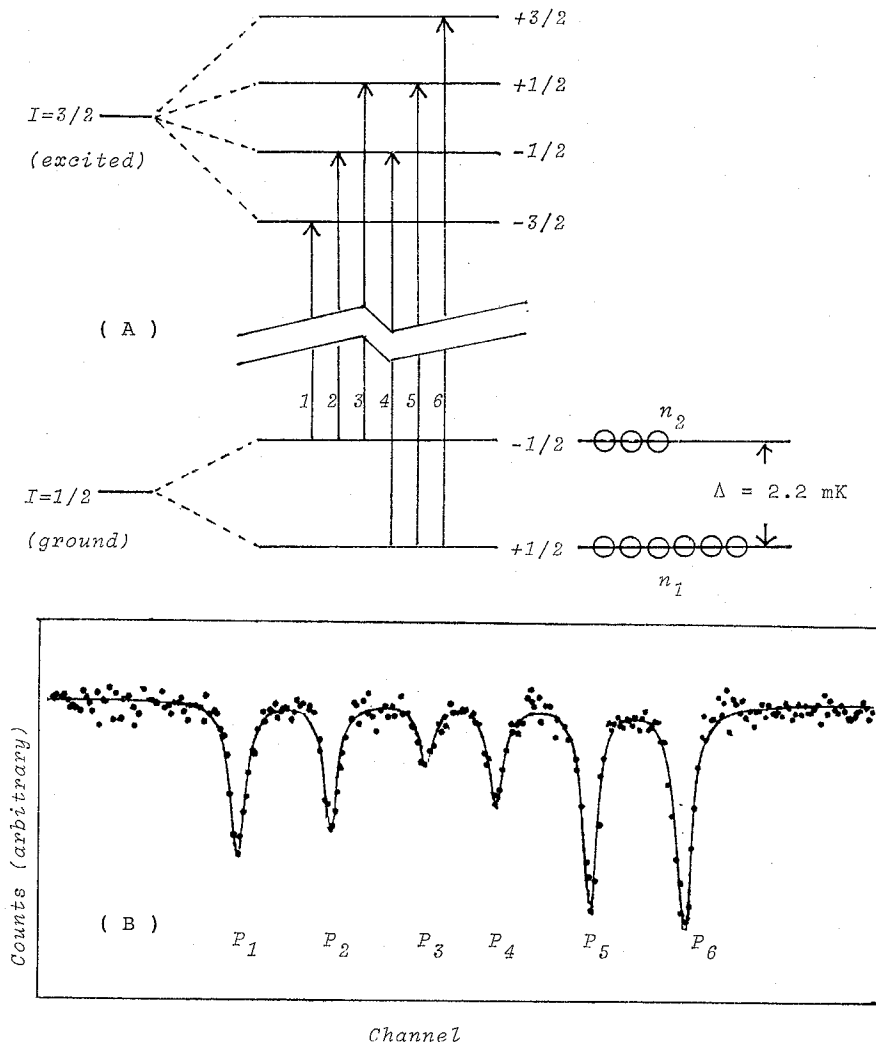 +3/2
+1/2
I=3/2
(excited)
-1/2
-3/2
( A )
1 2 3 4 5 6
n2
-1/2
I=1/2
(ground)
Δ = 2.2 mK
+1/2
n1
Counts (arbitrary)
( B )
P1 P2 P3 P4 P5 P6
Channel